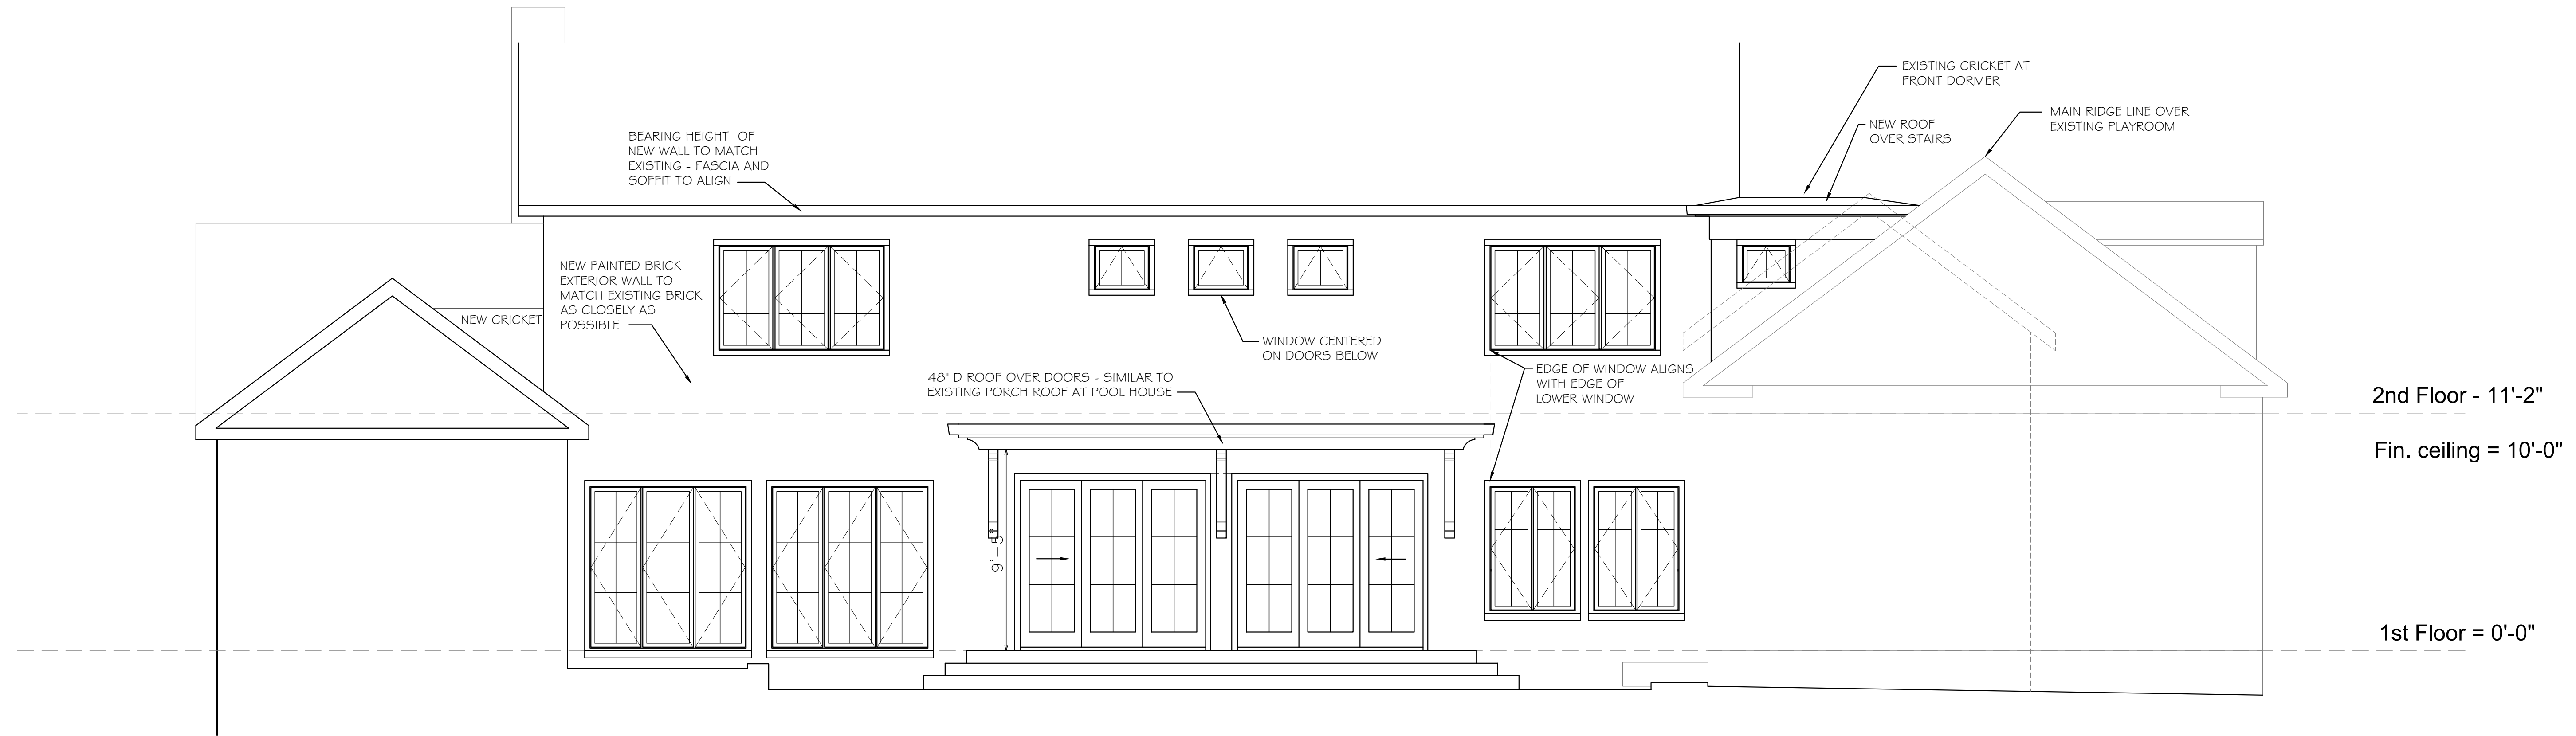 EXISTING CRICKET AT
FRONT DORMER
MAIN RIDGE LINE OVER
EXISTING PLAYROOM
NEW ROOF
OVER STAIRS
BEARING HEIGHT OF
NEW WALL TO MATCH
EXISTING - FASCIA AND
SOFFIT TO ALIGN
NEW PAINTED BRICK
EXTERIOR WALL TO
MATCH EXISTING BRICK
AS CLOSELY AS
POSSIBLE
NEW CRICKET
WINDOW CENTERED
ON DOORS BELOW
48" D ROOF OVER DOORS - SIMILAR TO
EXISTING PORCH ROOF AT POOL HOUSE
EDGE OF WINDOW ALIGNS
WITH EDGE OF
LOWER WINDOW
2nd Floor - 11'-2"
Fin. ceiling = 10'-0"
9'-5"
1st Floor = 0'-0"